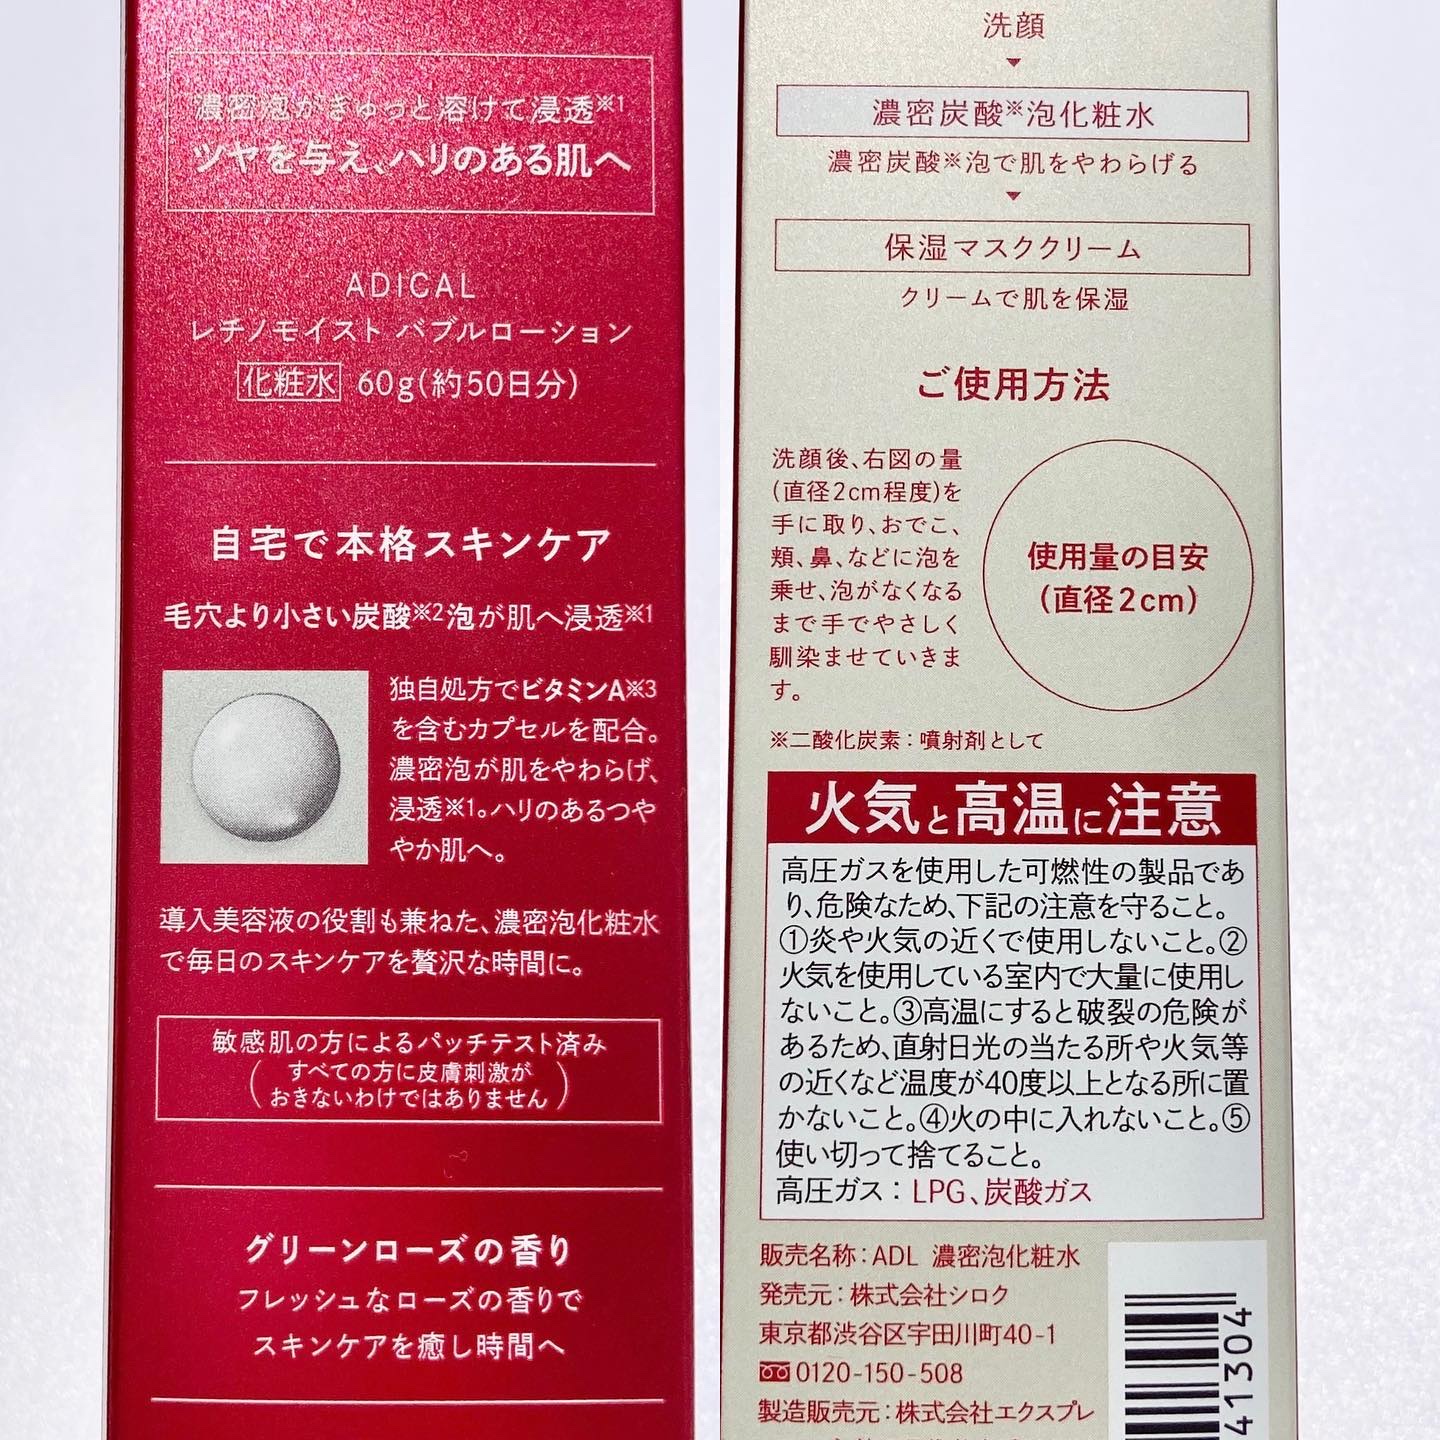 濃密泡がぎゅっと溶けて浸透※1
ツヤを与え、ハリのある肌へ
ADICAL
レチノモイスト バブルローション
化粧水 60g(約50日分)
自宅で本格スキンケア
毛穴より小さい炭酸※2泡が肌へ浸透※1
独自処方でビタミンA※3
を含むカプセルを配合。
濃密泡が肌をやわらげ、
浸透※1。ハリのあるつや
やか肌へ。
導入美容液の役割も兼ねた、濃密泡化粧水
で毎日のスキンケアを贅沢な時間に。
敏感肌の方によるパッチテスト済み
(すべての方に皮膚刺激が
おきないわけではありません)
グリーンローズの香り
フレッシュなローズの香りで
スキンケアを癒し時間へ
洗顔
▼
濃密炭酸※泡化粧水
濃密炭酸※泡で肌をやわらげる
▼
保湿マスククリーム
クリームで肌を保湿
ご使用方法
洗顔後、右図の量
(直径2cm程度)を
手に取り、おでこ、
頬、鼻、などに泡を
乗せ、泡がなくなる
まで手でやさしく
馴染ませていきま
す。
使用量の目安
(直径2cm)
※二酸化炭素：噴射剤として
火気と高温に注意
高圧ガスを使用した可燃性の製品であ
り、危険なため、下記の注意を守ること。
①炎や火気の近くで使用しないこと。②
火気を使用している室内で大量に使用し
ないこと。③高温にすると破裂の危険が
あるため、直射日光の当たる所や火気等
の近くなど温度が40度以上となる所に置
かないこと。④火の中に入れないこと。⑤
使い切って捨てること。
高圧ガス：LPG、炭酸ガス
販売名称：ADL 濃密泡化粧水
発売元：株式会社シロク
東京都渋谷区宇田川町40-1
0120-150-508
製造販売元：株式会社エクスプレ
41304